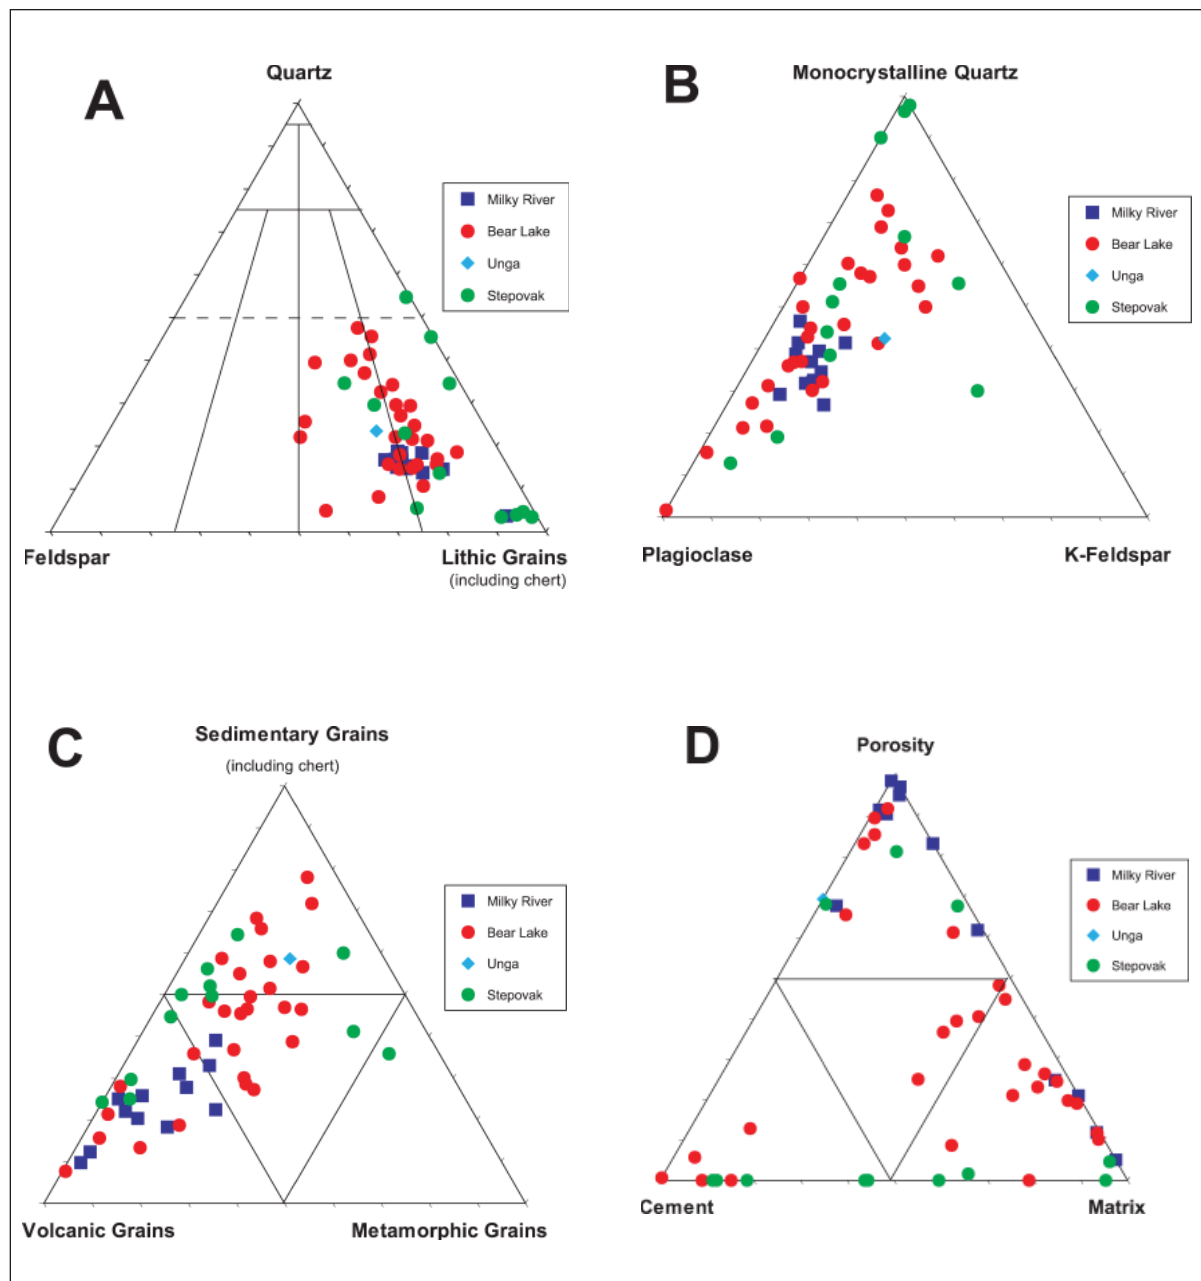 A
Quartz
Milky River
Bear Lake
Unga
Stepovak
Feldspar
Lithic Grains
(including chert)
B
Monocrystalline Quartz
Milky River
Bear Lake
Unga
Stepovak
Plagioclase
K-Feldspar
C
Sedimentary Grains
(including chert)
Milky River
Bear Lake
Unga
Stepovak
Volcanic Grains
Metamorphic Grains
D
Porosity
Milky River
Bear Lake
Unga
Stepovak
Cement
Matrix